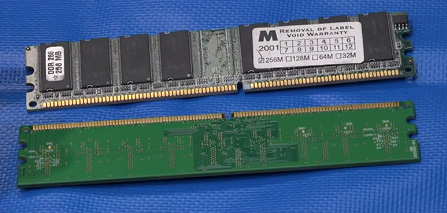 DDR 266
256 MB
M
REMOVAL OF LABEL
VOID WARRANTY
2001
1 2 3 4 5 6
7 8 9 10 11 12
☑256M ☐128M ☐64M ☐32M